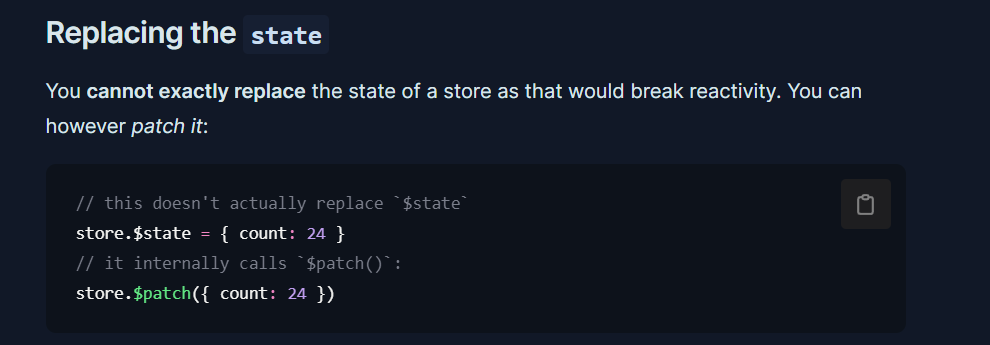 Replacing the state
You cannot exactly replace the state of a store as that would break reactivity. You can
however patch it:
// this doesn't actually replace `$state`
store.$state = { count: 24 }
// it internally calls `$patch()`:
store.$patch({ count: 24 })